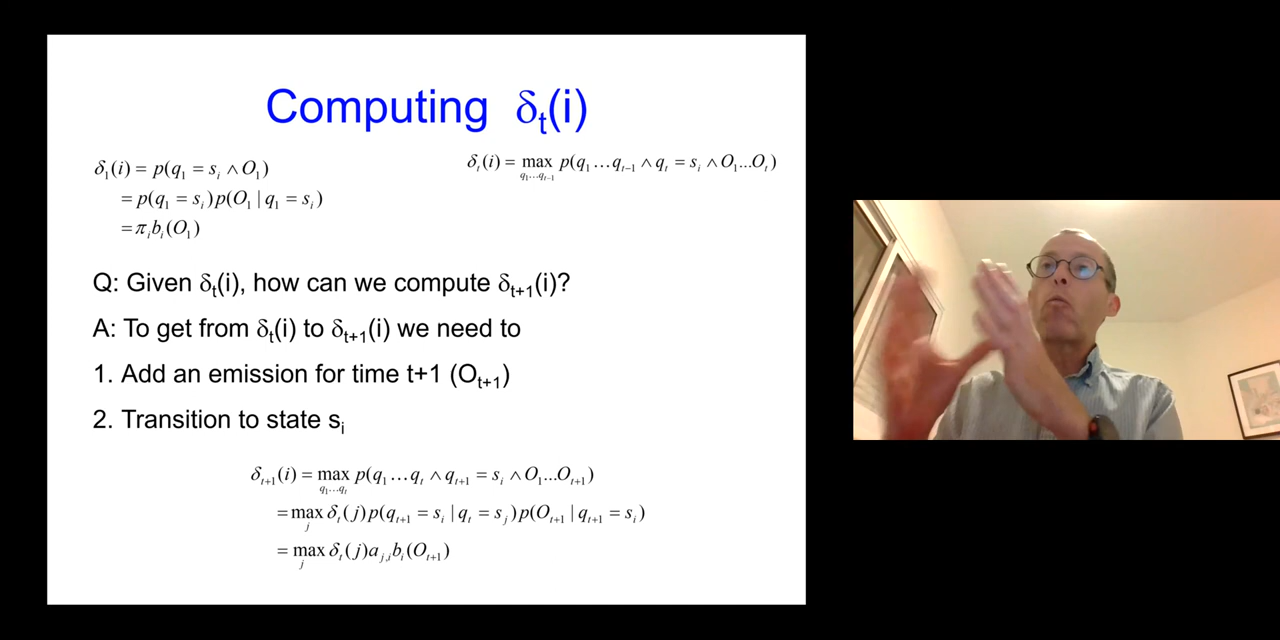 Computing δₜ(i)
δ₁(i) = p(q₁ = sᵢ ∧ O₁)
= p(q₁ = sᵢ)p(O₁ | q₁ = sᵢ)
= πᵢbᵢ(O₁)
δₜ(i) = max_{q₁…qₜ₋₁} p(q₁…qₜ₋₁ ∧ qₜ = sᵢ ∧ O₁...Oₜ)
Q: Given δₜ(i), how can we compute δₜ₊₁(i)?
A: To get from δₜ(i) to δₜ₊₁(i) we need to
1. Add an emission for time t+1 (Oₜ₊₁)
2. Transition to state sᵢ
δₜ₊₁(i) = max_{q₁…qₜ} p(q₁…qₜ ∧ qₜ₊₁ = sᵢ ∧ O₁...Oₜ₊₁)
= max_j δₜ(j)p(qₜ₊₁ = sᵢ | qₜ = sⱼ)p(Oₜ₊₁ | qₜ₊₁ = sᵢ)
= max_j δₜ(j)aⱼ,ᵢbᵢ(Oₜ₊₁)